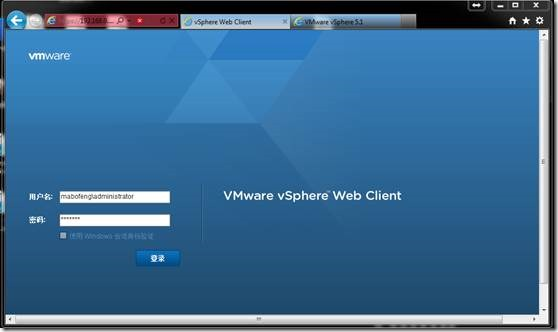 vSphere Web Client
VMware vSphere 5.1
vmware
用户名:
mabofeng\administrator
VMware vSphere™ Web Client
密码:
*******
使用 Windows 会话身份验证
登录